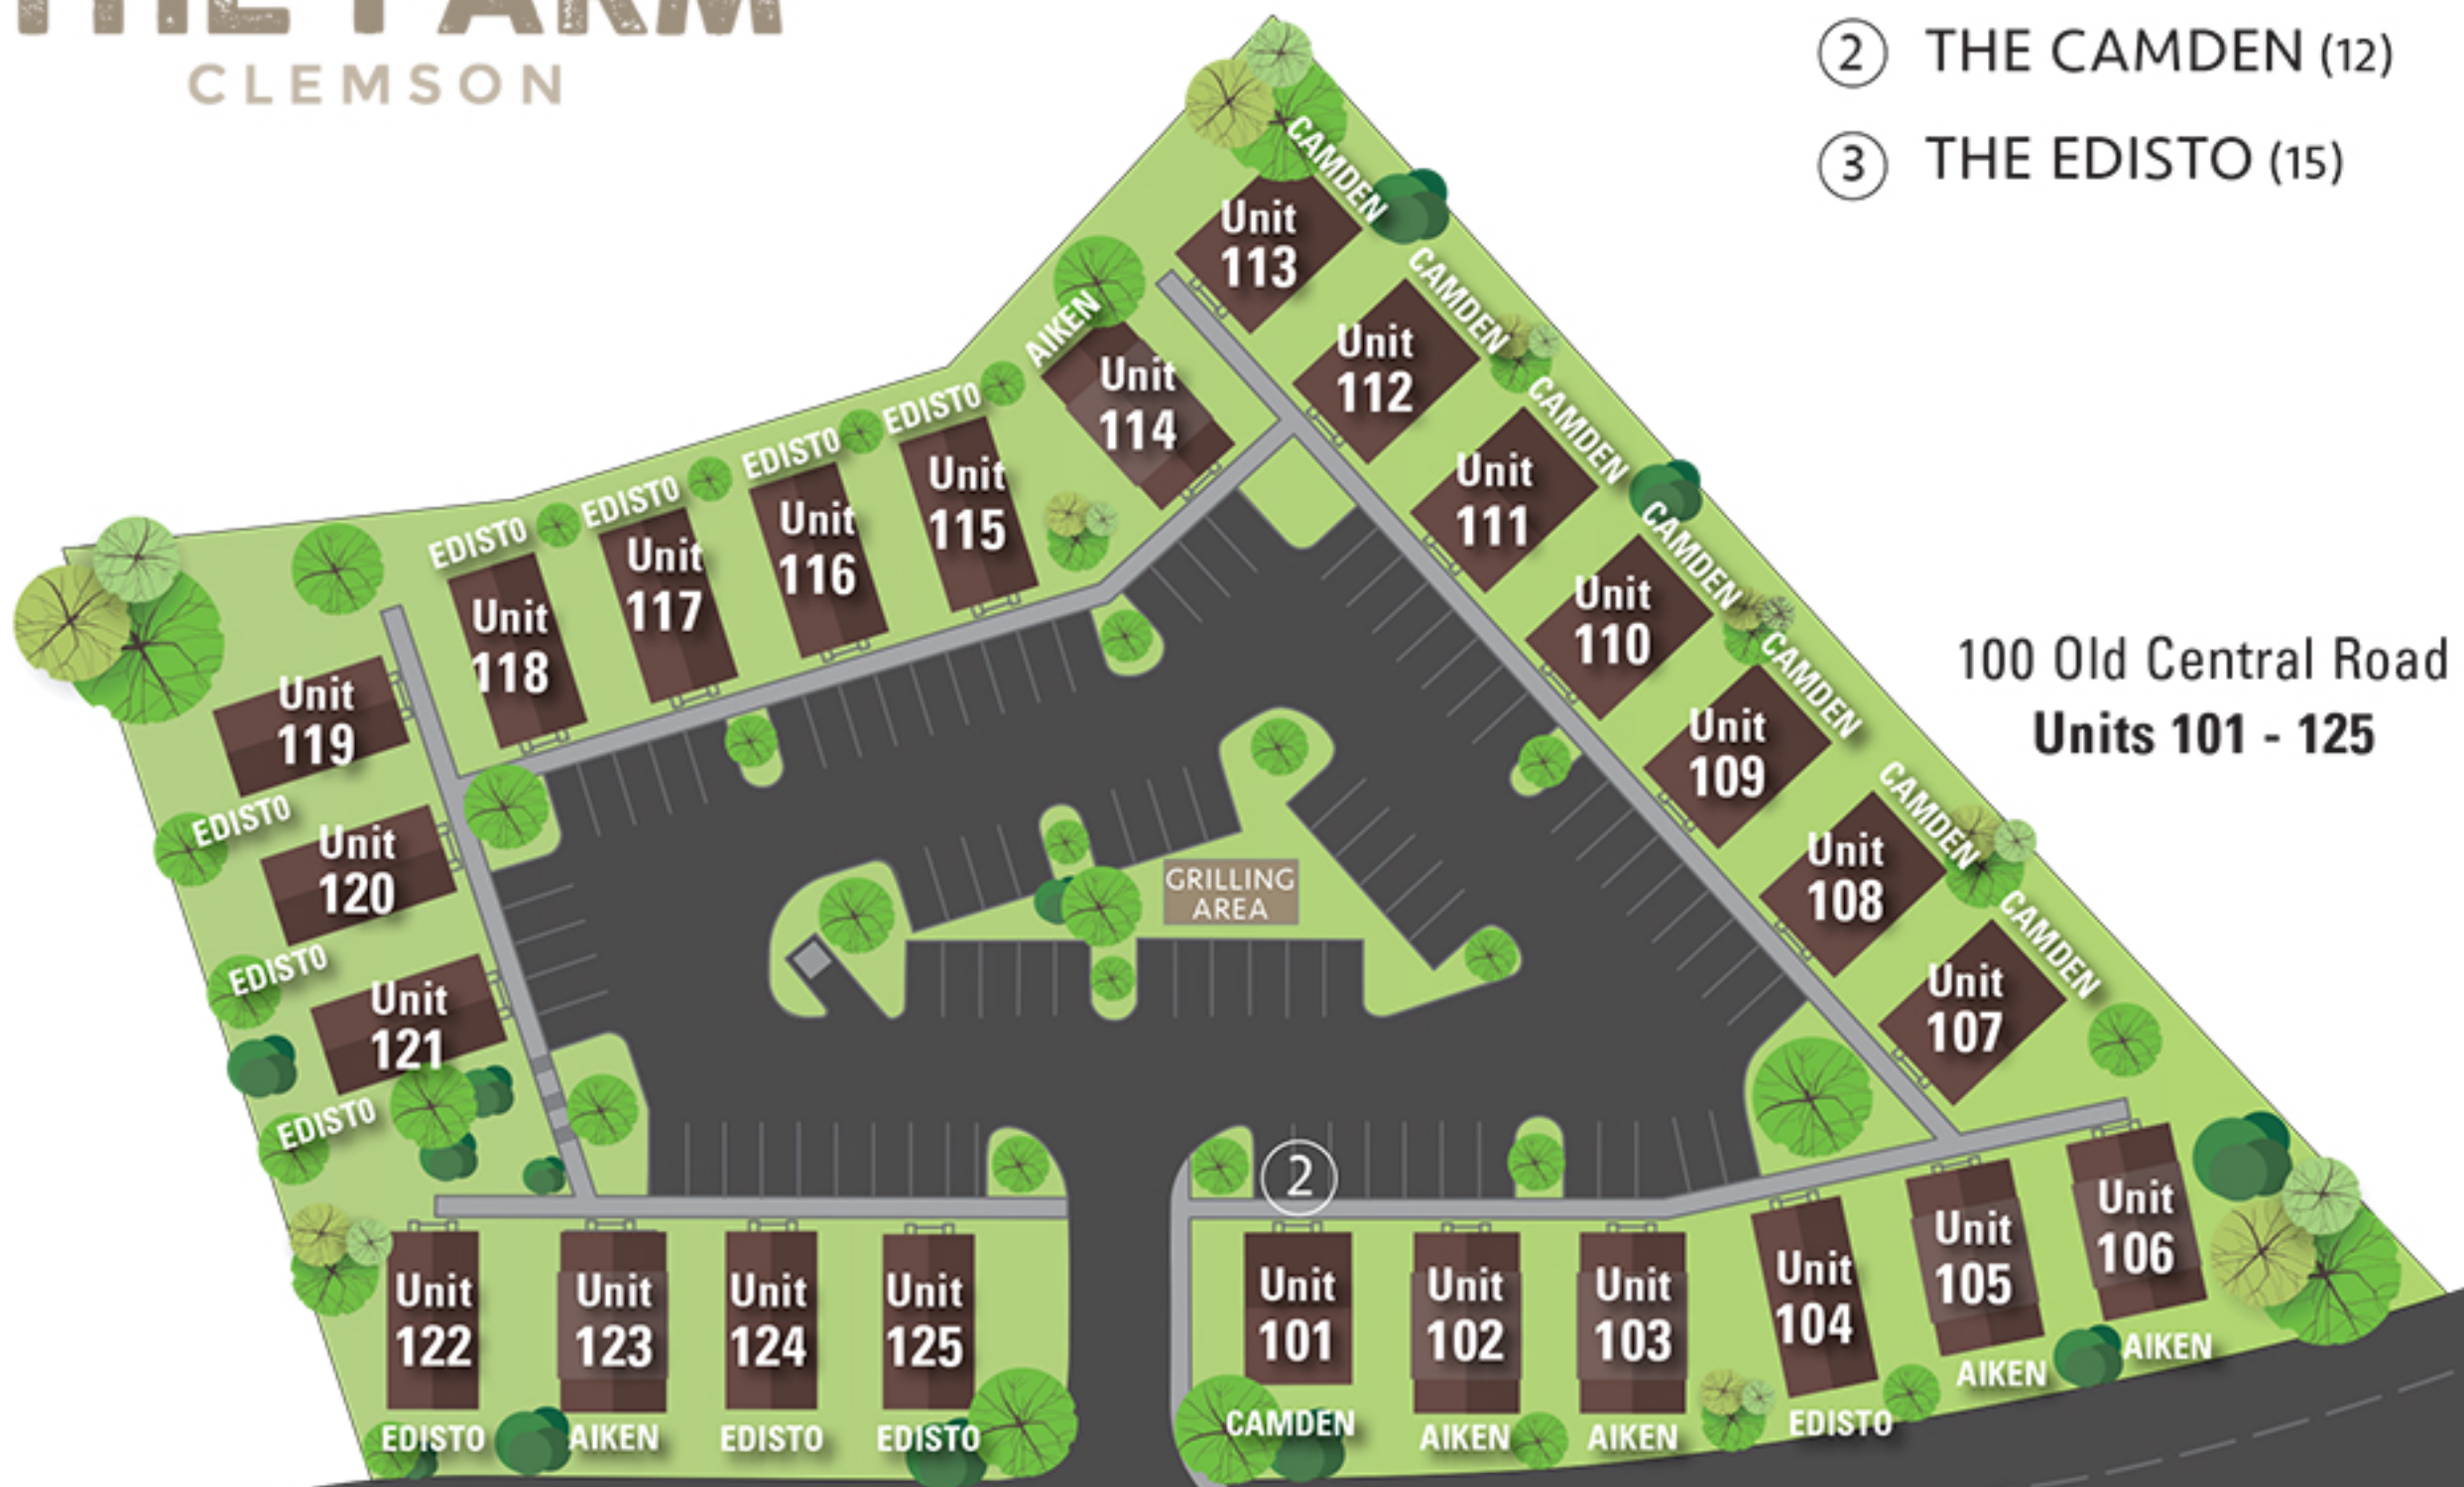 THE FARM
CLEMSON
2 THE CAMDEN (12)
3 THE EDISTO (15)
100 Old Central Road
Units 101 - 125
CAMDEN
Unit
113
CAMDEN
Unit
112
CAMDEN
Unit
111
CAMDEN
Unit
110
CAMDEN
Unit
109
CAMDEN
Unit
108
CAMDEN
Unit
107
AIKEN
Unit
114
EDISTO
Unit
115
EDISTO
Unit
116
EDISTO
Unit
117
EDISTO
Unit
118
Unit
119
EDISTO
Unit
120
EDISTO
Unit
121
EDISTO
GRILLING
AREA
2
Unit
122
EDISTO
Unit
123
AIKEN
Unit
124
EDISTO
Unit
125
EDISTO
Unit
101
CAMDEN
Unit
102
AIKEN
Unit
103
AIKEN
Unit
104
EDISTO
Unit
105
AIKEN
Unit
106
AIKEN